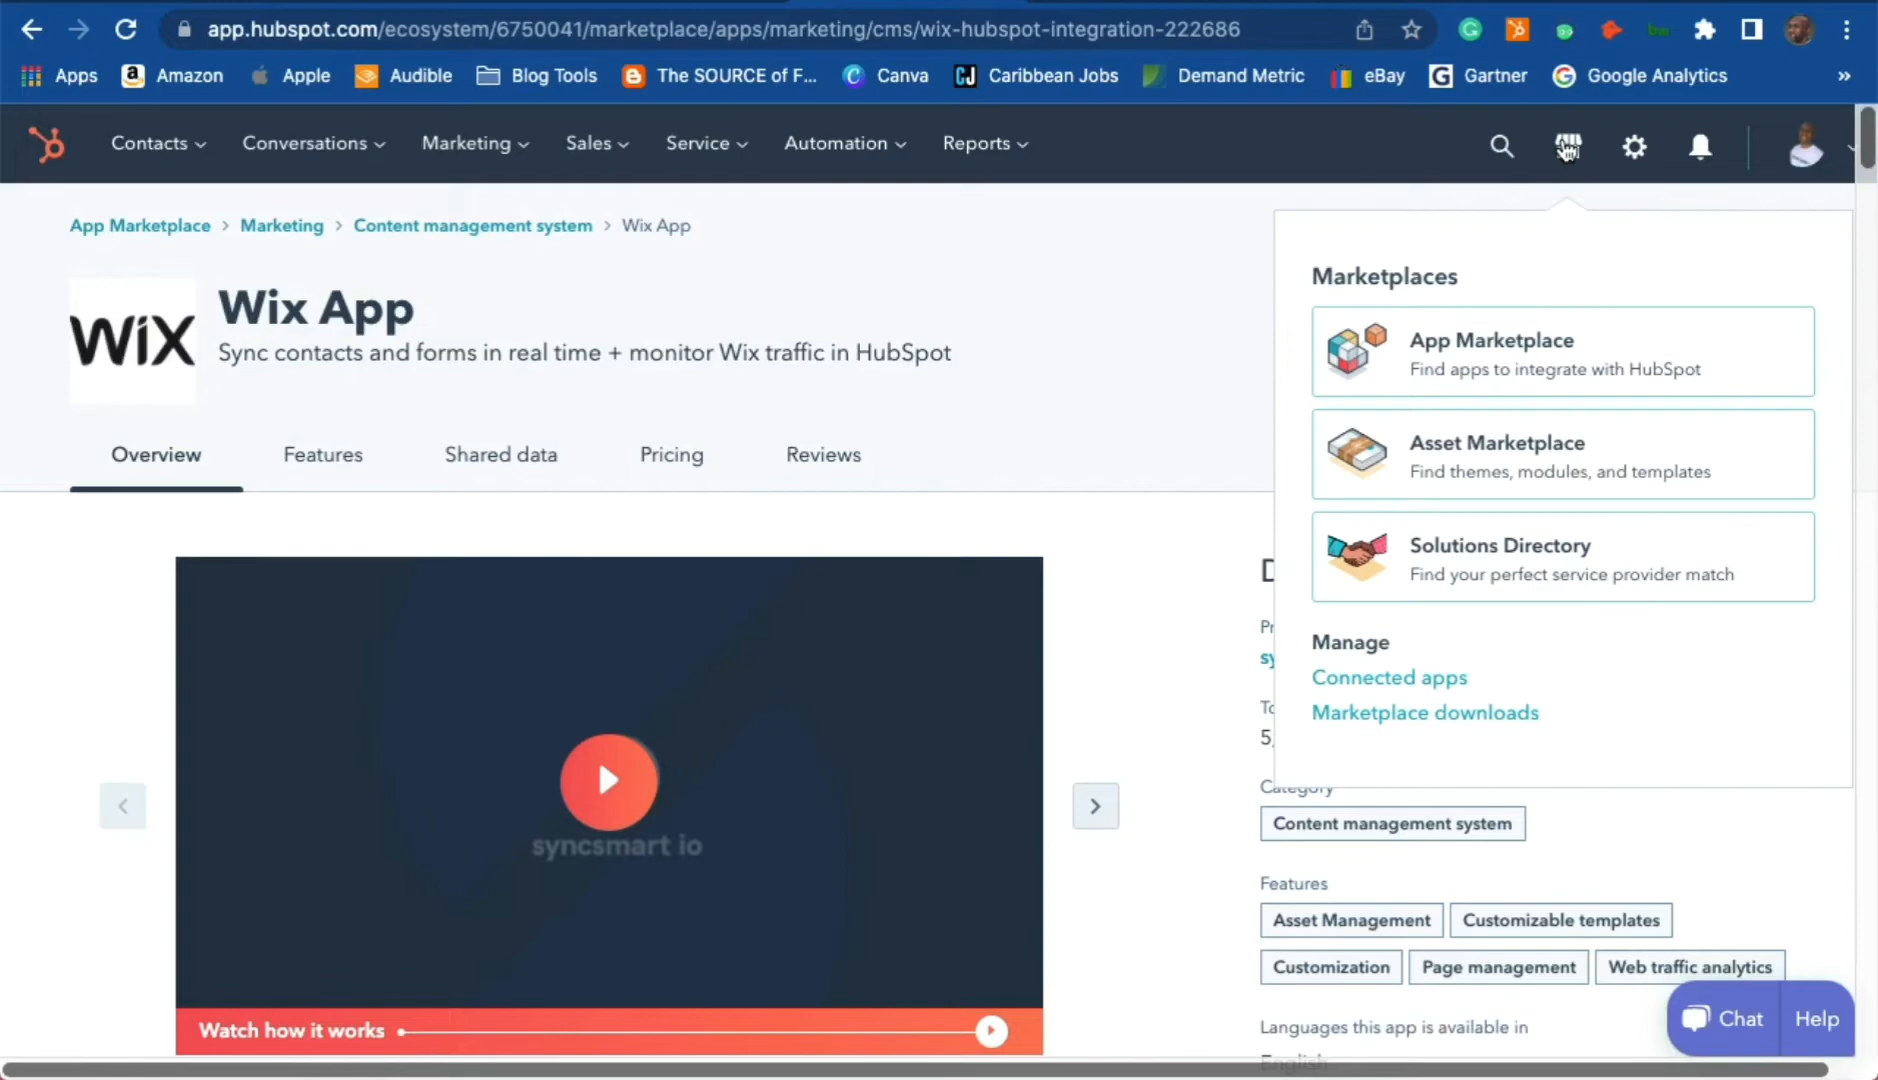 app.hubspot.com/ecosystem/6750041/marketplace/apps/marketing/cms/wix-hubspot-integration-222686
Apps Amazon Apple Audible Blog Tools The SOURCE of F... Canva Caribbean Jobs Demand Metric eBay Gartner Google Analytics »
Contacts Conversations Marketing Sales Service Automation Reports
App Marketplace > Marketing > Content management system > Wix App
WiX
Wix App
Sync contacts and forms in real time + monitor Wix traffic in HubSpot
Overview Features Shared data Pricing Reviews
Marketplaces
App Marketplace
Find apps to integrate with HubSpot
Asset Marketplace
Find themes, modules, and templates
Solutions Directory
Find your perfect service provider match
Manage
Connected apps
Marketplace downloads
syncsmart io
Watch how it works
Category
Content management system
Features
Asset Management Customizable templates
Customization Page management Web traffic analytics
Languages this app is available in
English
Chat Help